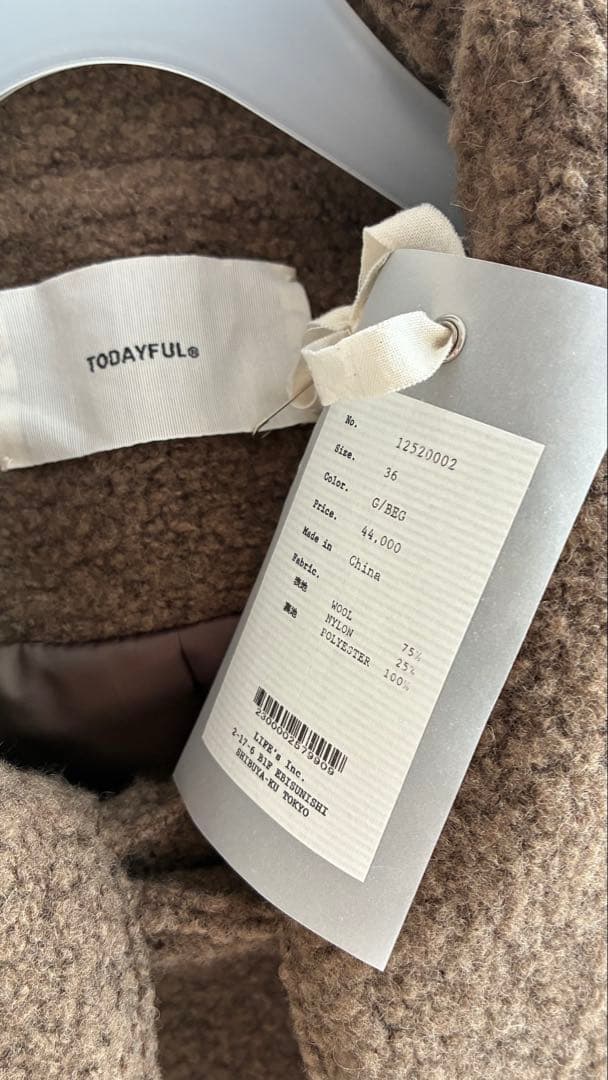 TODAYFUL®
No. 12520002
Size. 36
Color. G/BEG
Price. 44,000
Made in China
Fabric.
表地 WOOL 75%
NYLON 25%
裏地 POLYESTER 100%
2300002579909
LIFE's Inc.
2-17-6 B1F EBISUNISHI
SHIBUYA-KU TOKYO